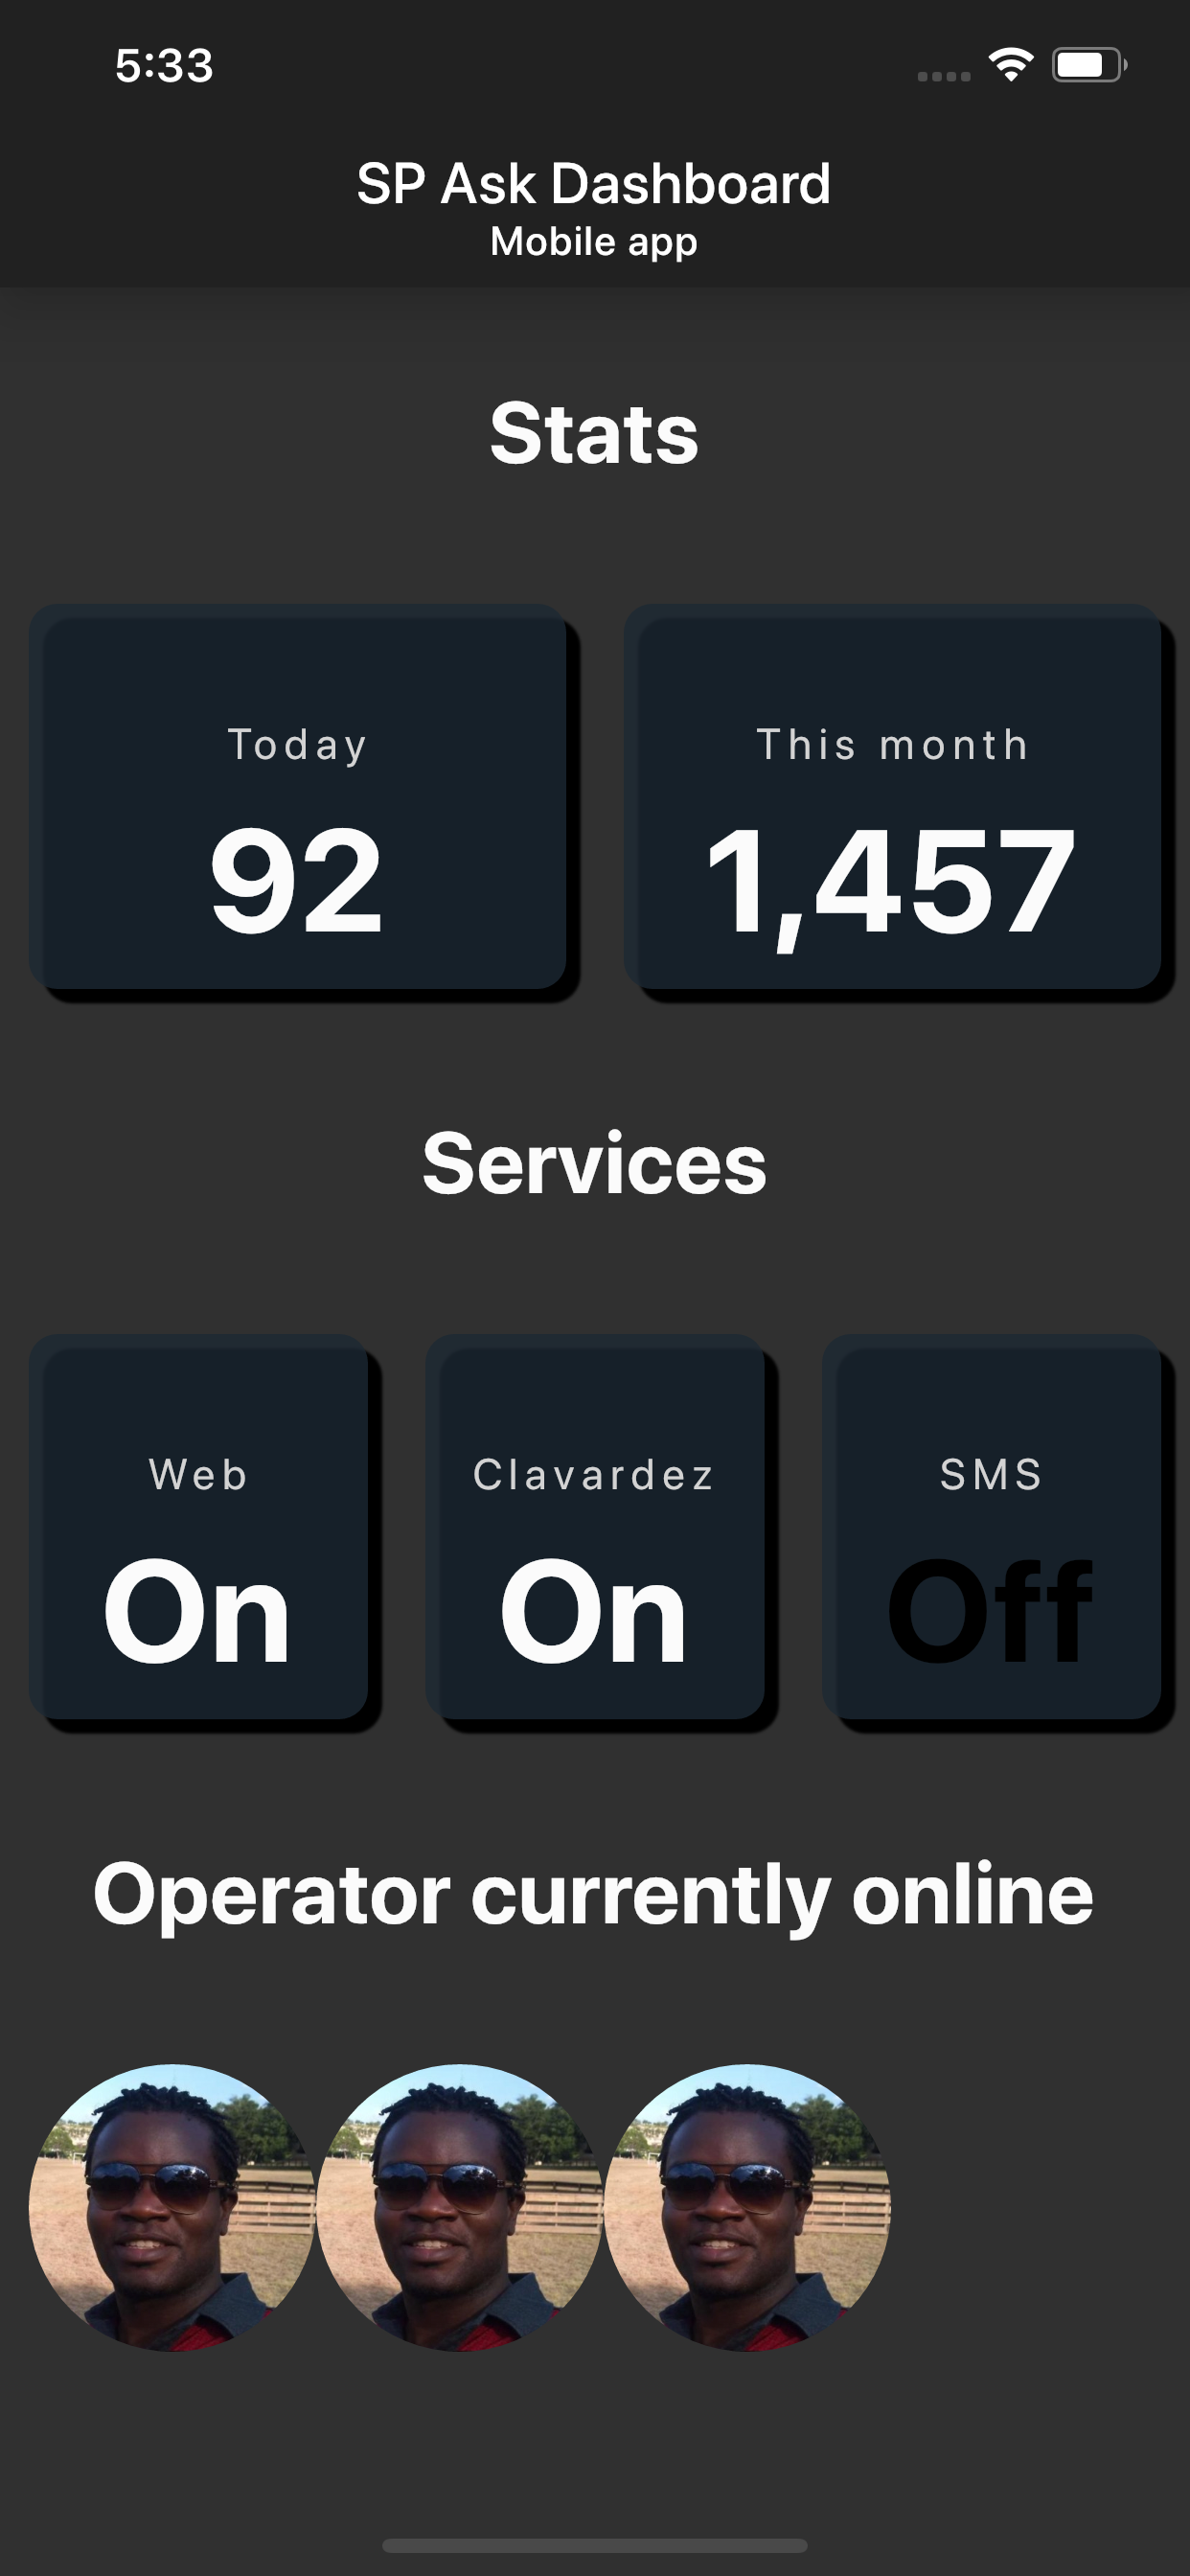 5:33
SP Ask Dashboard
Mobile app
Stats
Today
This month
92
1,457
Services
Web
Clavardez
SMS
On
On
Off
Operator currently online